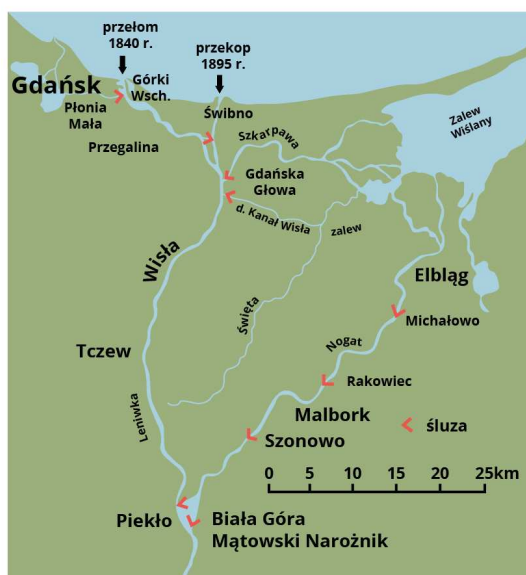 przełom
1840 r.
przekop
1895 r.
Gdańsk
Górki
Wsch.
Płonia
Mała
Świbno
Zalew
Wiślany
Szkarpawa
Przegalina
Gdańska
Głowa
d. Kanał Wisła
zalew
Wisła
Elbląg
Święta
Michałowo
Nogat
Tczew
Rakowiec
Leniwka
Malbork
śluza
Szonowo
0 5 10 15 20 25km
Piekło
Biała Góra
Mątowski Narożnik